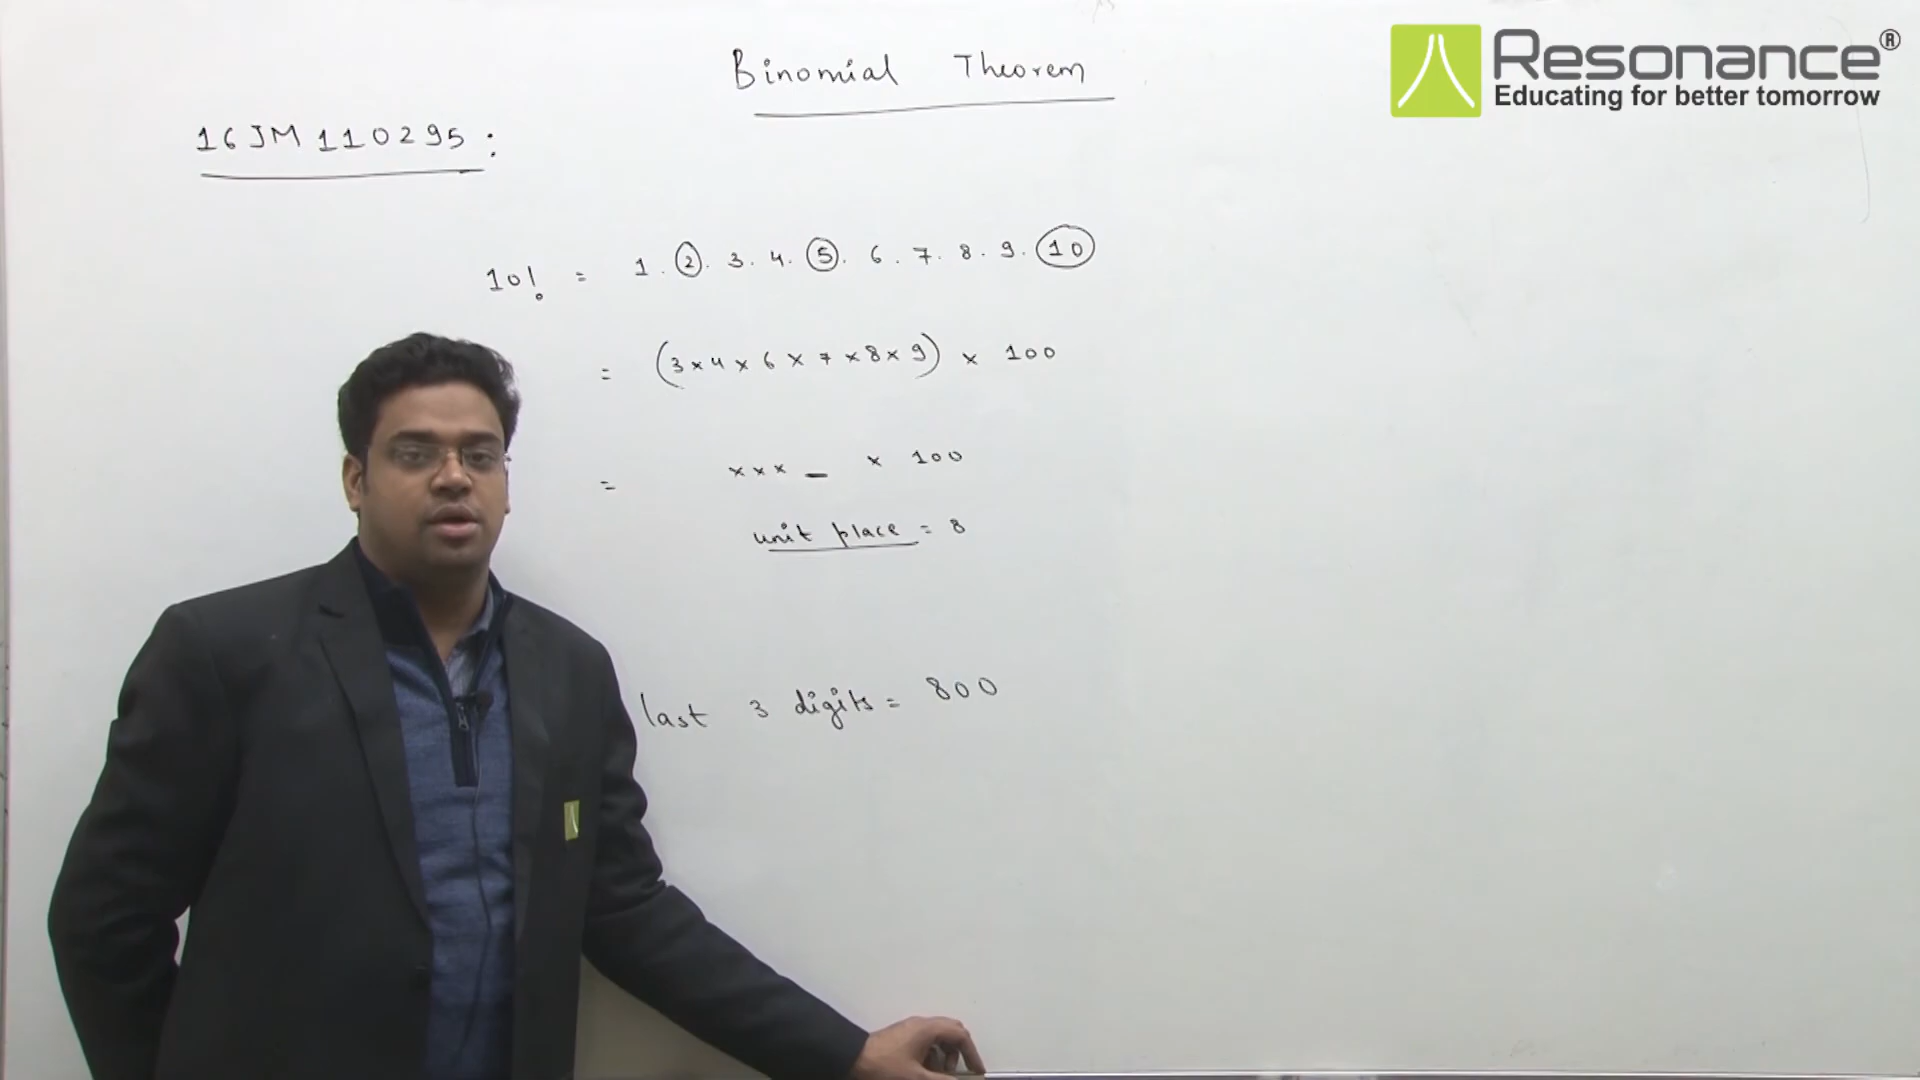 Resonance®
Educating for better tomorrow
Binomial Theorem
16JM110295:
10! = 1.2.3.4.5.6.7.8.9.10
= (3×4×6×7×8×9) × 100
= ××× _ × 100
unit place = 8
last 3 digits = 800